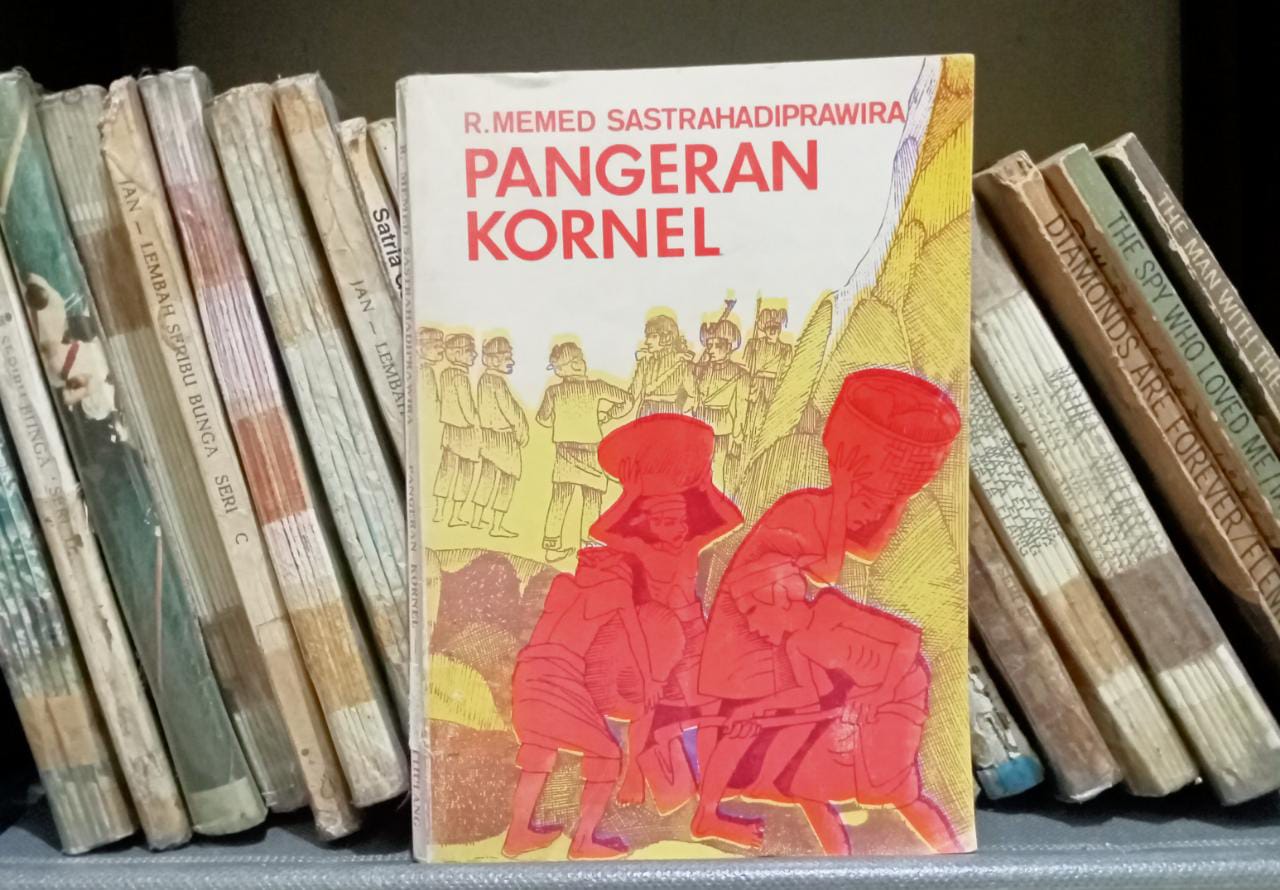 JAN – LEMBAH SERIBU BUNGA SERI C
JAN – LEMBAH
Satria
R. MEMED SASTRAHADIPRAWIRA
PANGERAN KORNEL
R. MEMED SASTRAHADIPRAWIRA
PANGERAN
KORNEL
DIAMONDS ARE FOREVER/
THE SPY WHO LOVED ME
THE MAN WITH THE